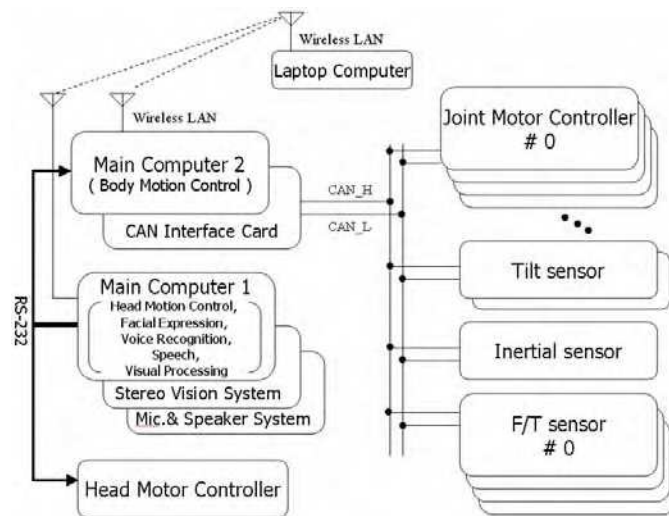 Wireless LAN
Laptop Computer
Wireless LAN
Main Computer 2
( Body Motion Control )
CAN Interface Card
CAN_H
CAN_L
RS-232
Main Computer 1
Head Motion Control,
Facial Expression,
Voice Recognition,
Speech,
Visual Processing
Stereo Vision System
Mic.& Speaker System
Head Motor Controller
Joint Motor Controller
# 0
Tilt sensor
Inertial sensor
F/T sensor
# 0